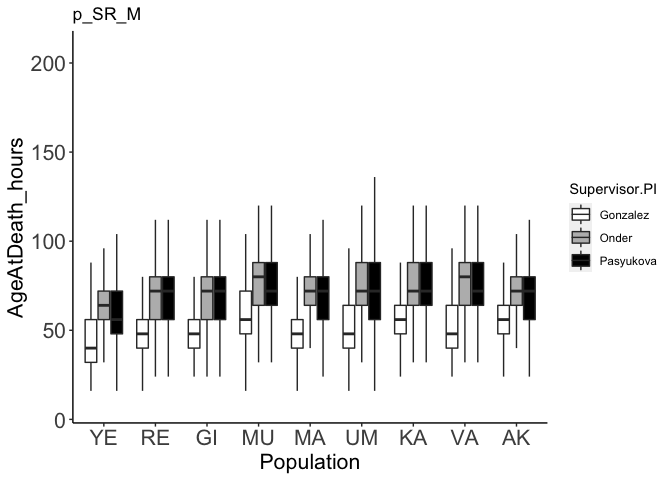 p_SR_M
200
150
100
50
0
AgeAtDeath_hours
YE RE GI MU MA UM KA VA AK
Population
Supervisor.PI
Gonzalez
Onder
Pasyukova